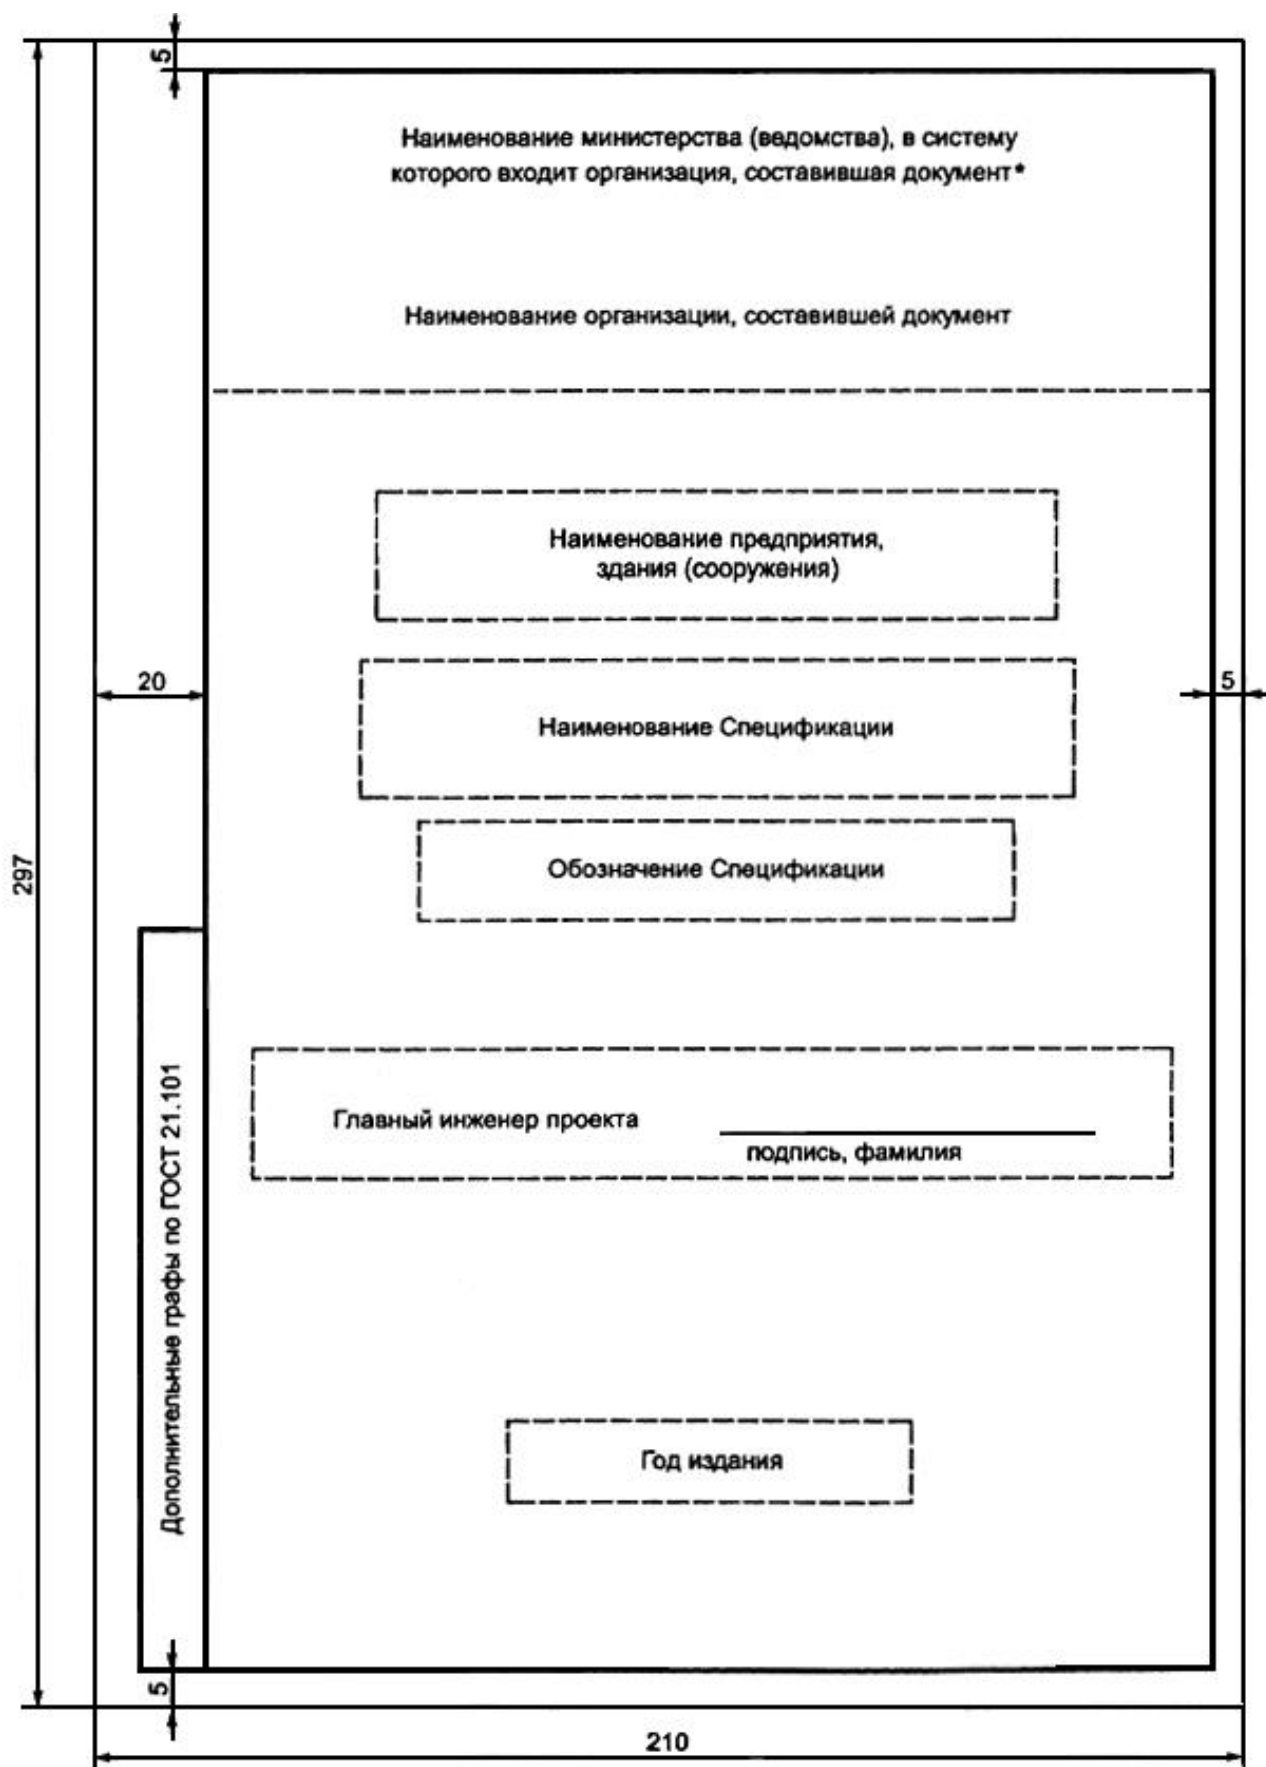 5
Наименование министерства (ведомства), в систему
которого входит организация, составившая документ*
Наименование организации, составившей документ
Наименование предприятия,
здания (сооружения)
20
5
Наименование Спецификации
297
Обозначение Спецификации
Дополнительные графы по ГОСТ 21.101
Главный инженер проекта
подпись, фамилия
Год издания
5
210